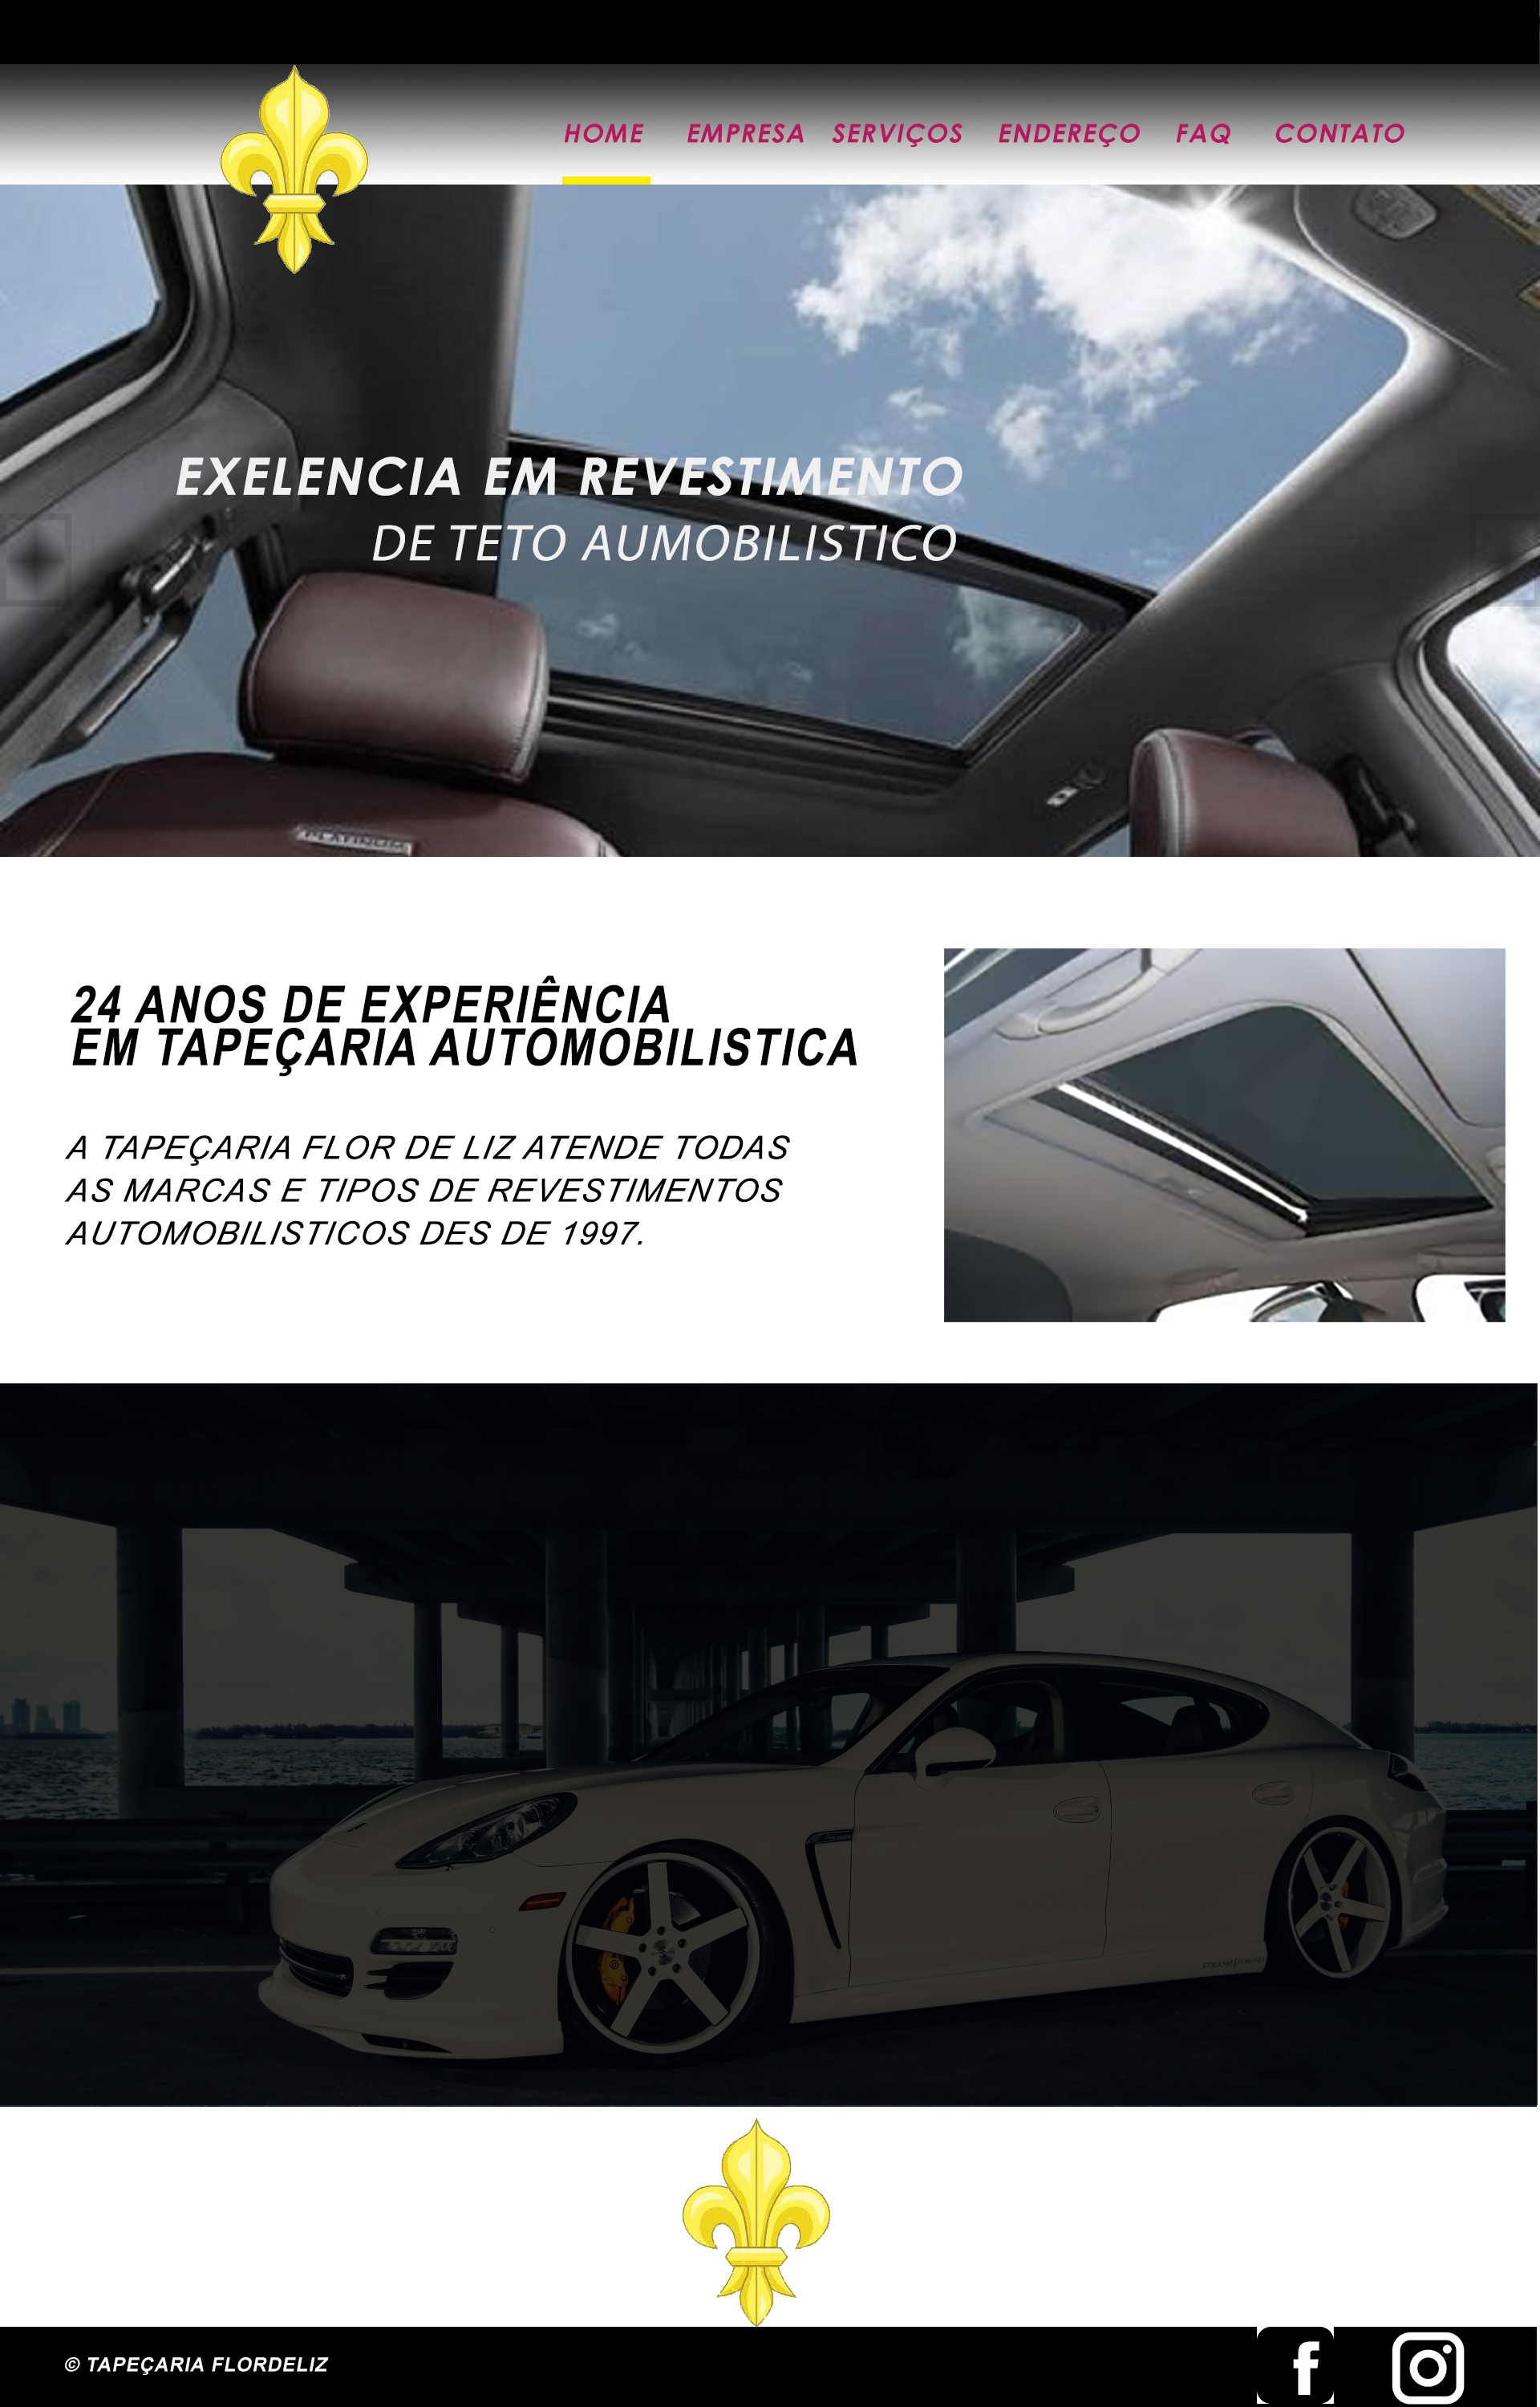 HOME EMPRESA SERVIÇOS ENDEREÇO FAQ CONTATO
EXELENCIA EM REVESTIMENTO
DE TETO AUMOBILISTICO
PLATINUM
24 ANOS DE EXPERIÊNCIA
EM TAPEÇARIA AUTOMOBILISTICA
A TAPEÇARIA FLOR DE LIZ ATENDE TODAS
AS MARCAS E TIPOS DE REVESTIMENTOS
AUTOMOBILISTICOS DES DE 1997.
© TAPEÇARIA FLORDELIZ